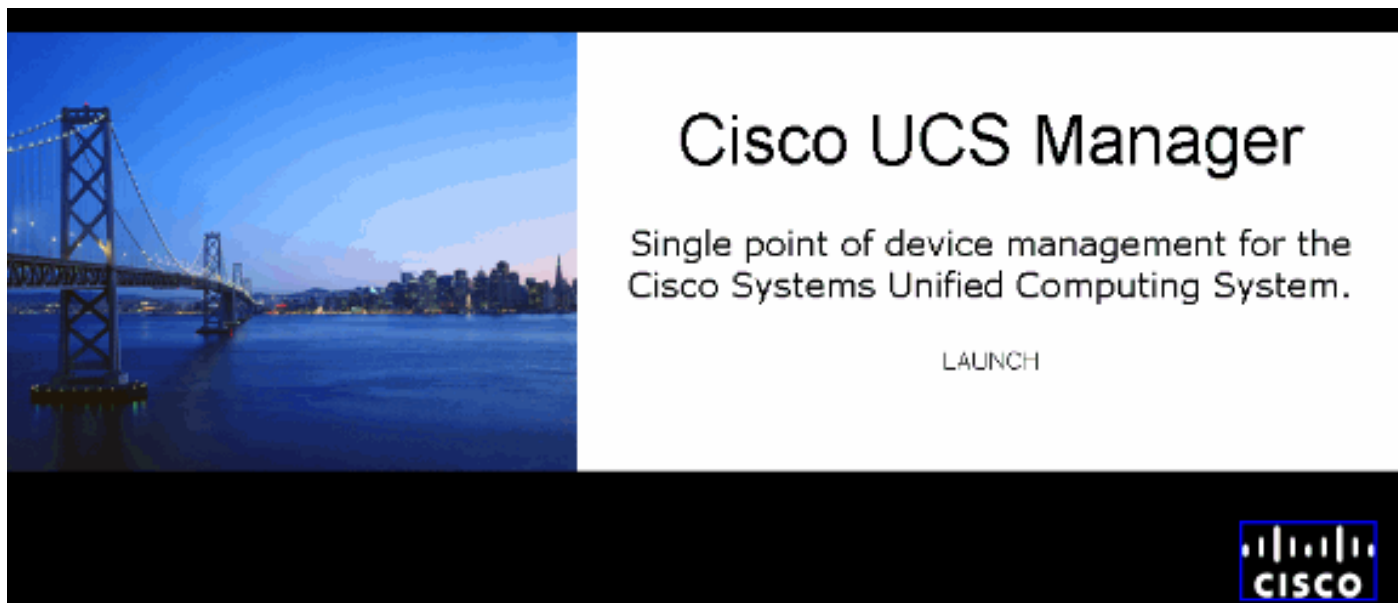 Cisco UCS Manager
Single point of device management for the
Cisco Systems Unified Computing System.
LAUNCH
CISCO